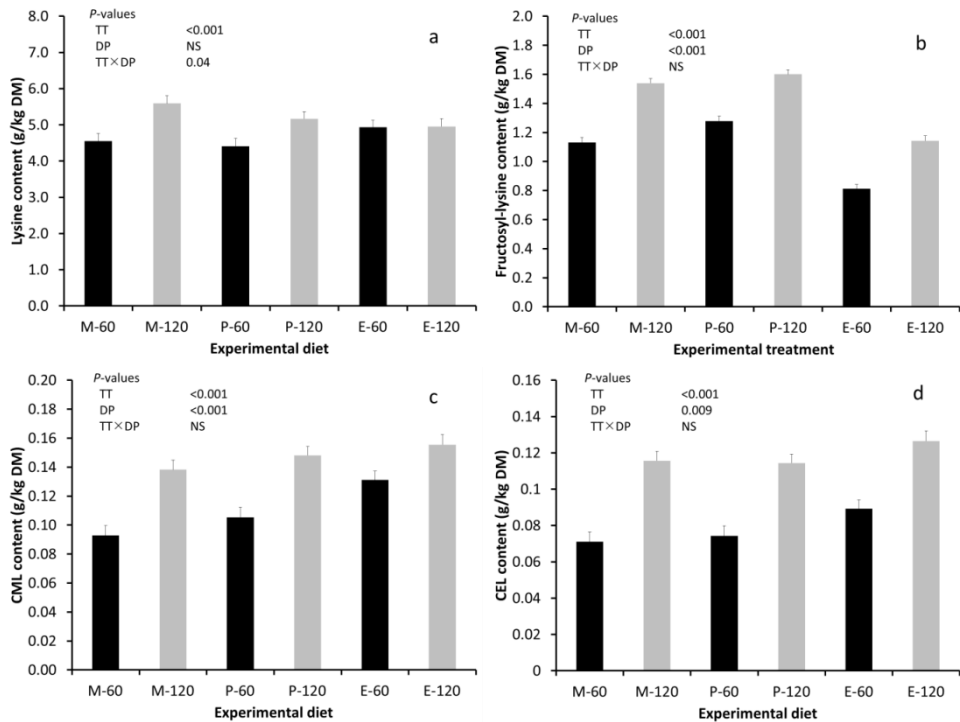 P-values
TT <0.001
DP NS
TT×DP 0.04
a
Lysine content (g/kg DM)
8.0
7.0
6.0
5.0
4.0
3.0
2.0
1.0
0.0
M-60 M-120 P-60 P-120 E-60 E-120
Experimental diet
P-values
TT <0.001
DP <0.001
TT×DP NS
b
Fructosyl-lysine content (g/kg DM)
2.0
1.8
1.6
1.4
1.2
1.0
0.8
0.6
0.4
0.2
0.0
M-60 M-120 P-60 P-120 E-60 E-120
Experimental treatment
P-values
TT <0.001
DP <0.001
TT×DP NS
c
CML content (g/kg DM)
0.20
0.18
0.16
0.14
0.12
0.10
0.08
0.06
0.04
0.02
0.00
M-60 M-120 P-60 P-120 E-60 E-120
Experimental diet
P-values
TT <0.001
DP 0.009
TT×DP NS
d
CEL content (g/kg DM)
0.16
0.14
0.12
0.1
0.08
0.06
0.04
0.02
0
M-60 M-120 P-60 P-120 E-60 E-120
Experimental diet